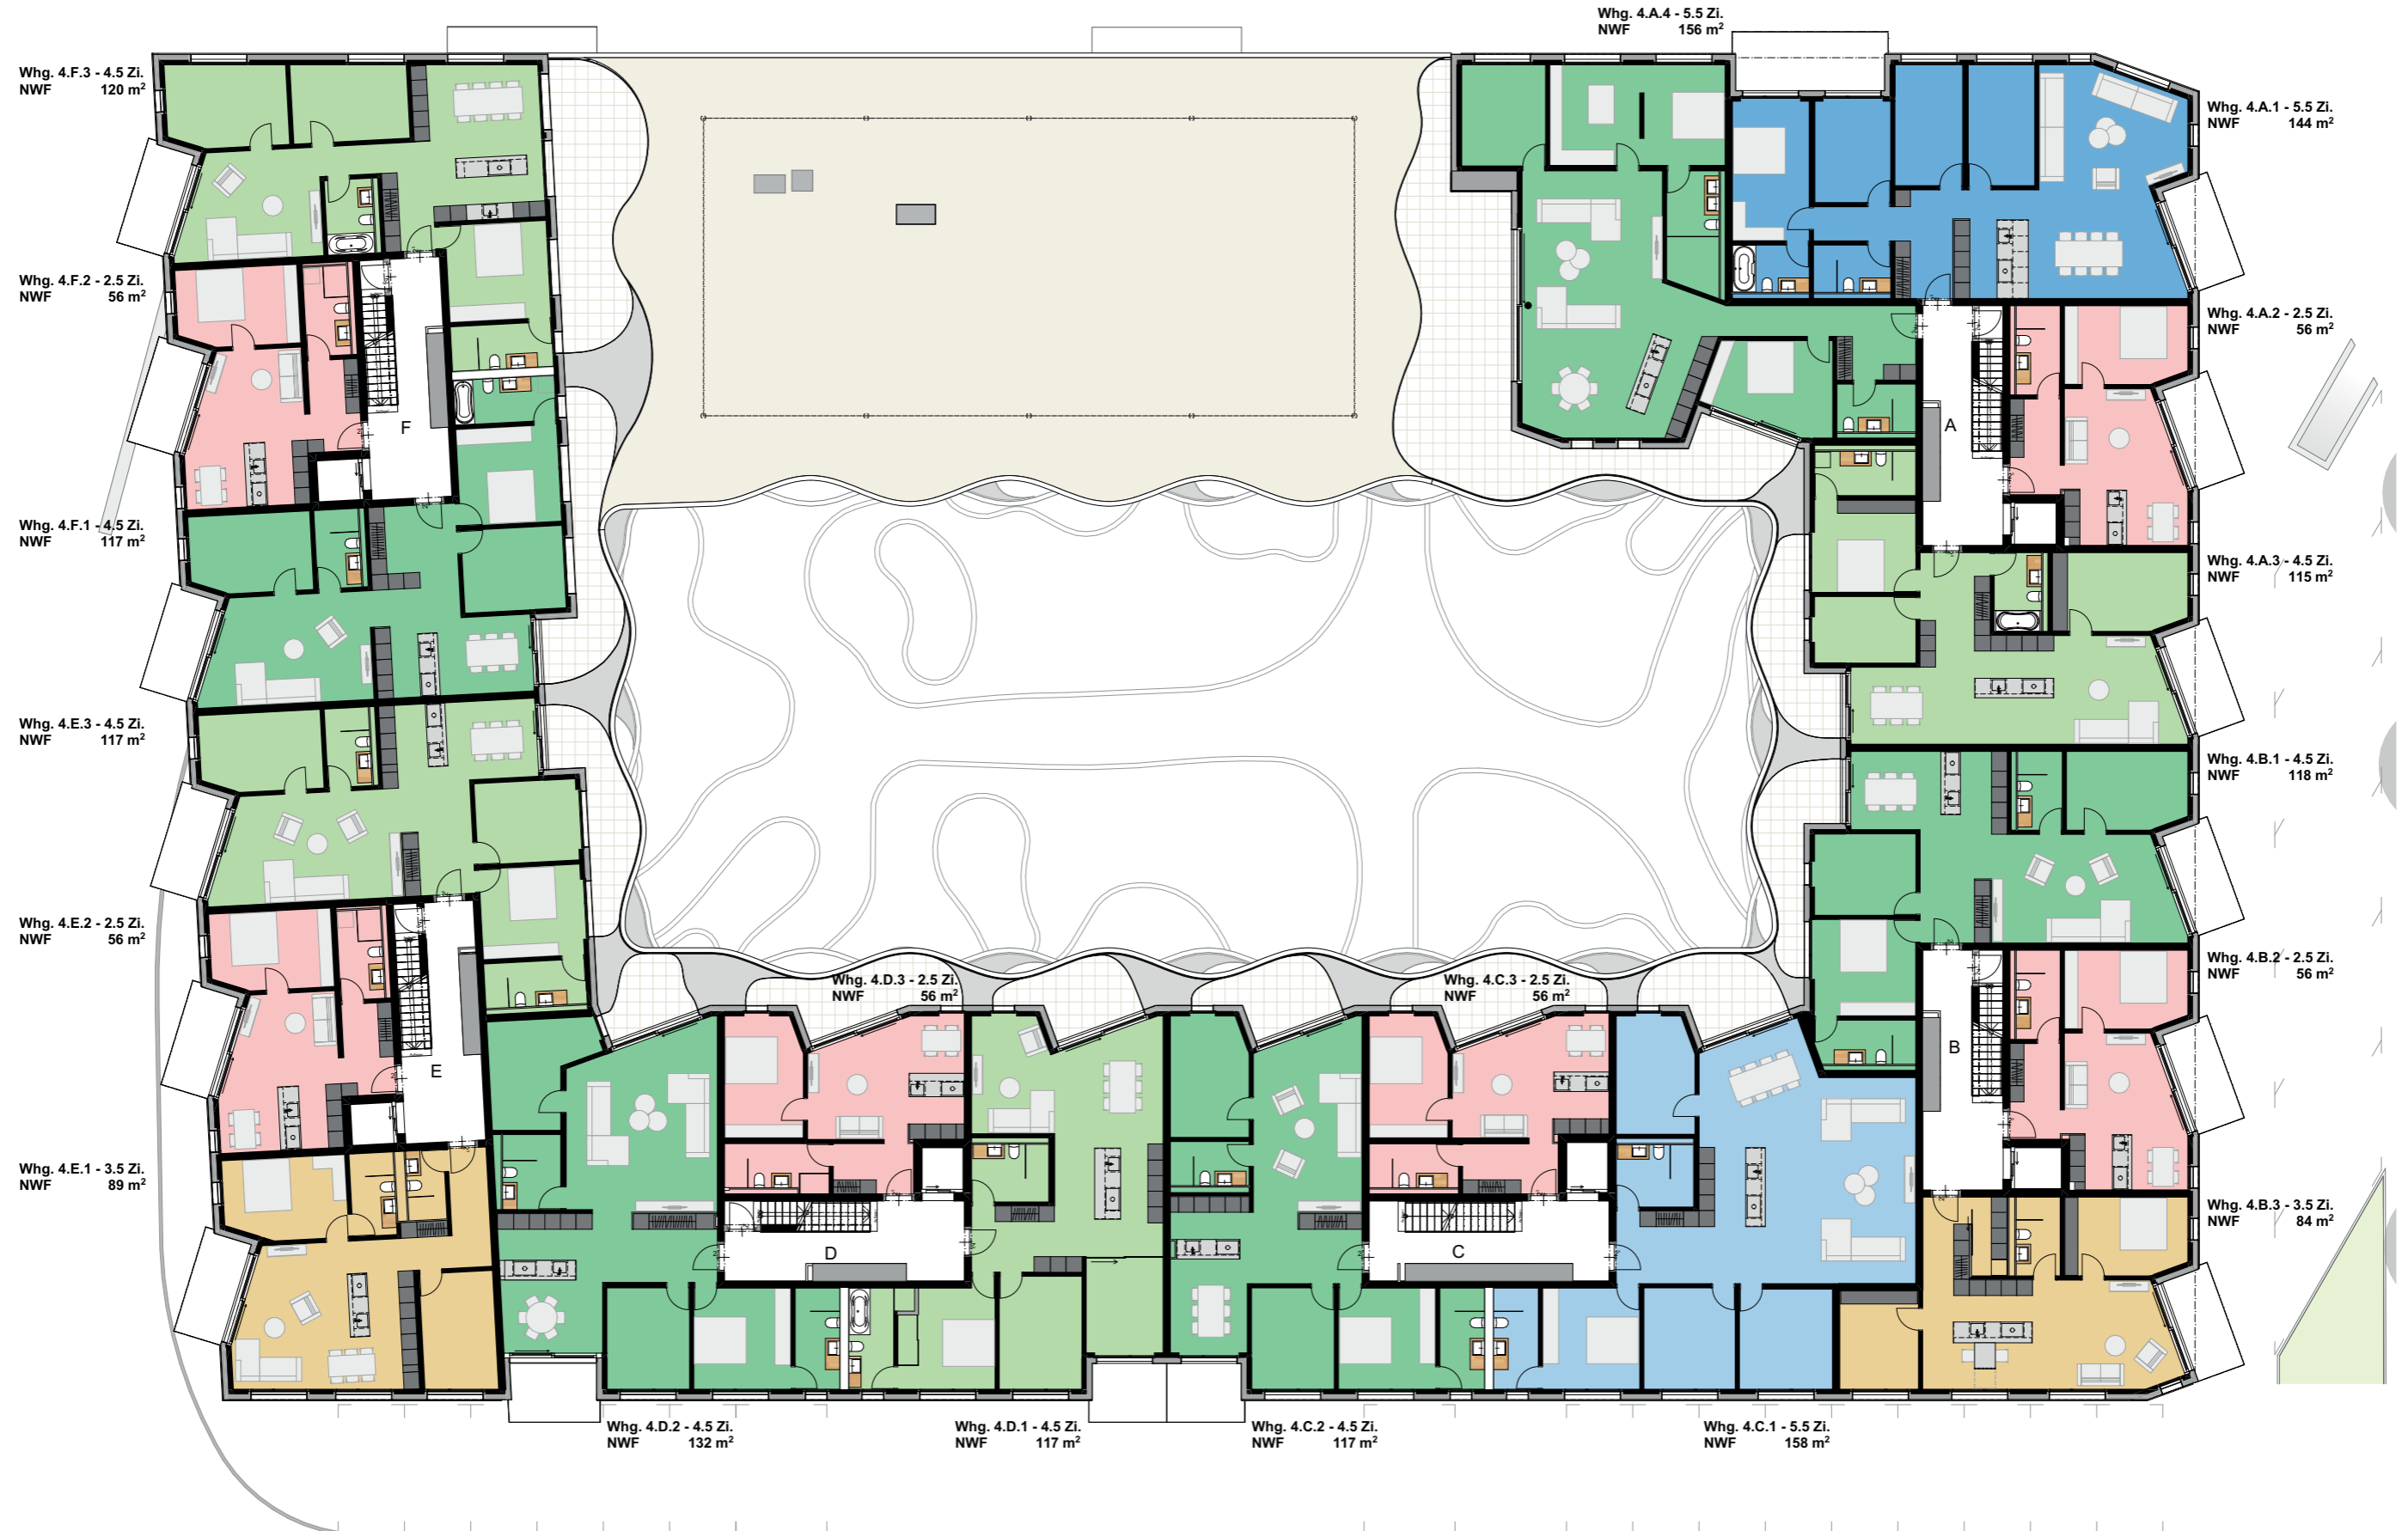 Whg. 4.A.4 - 5.5 Zi.
NWF 156 m²
Whg. 4.F.3 - 4.5 Zi.
NWF 120 m²
Whg. 4.A.1 - 5.5 Zi.
NWF 144 m²
Whg. 4.F.2 - 2.5 Zi.
NWF 56 m²
Whg. 4.A.2 - 2.5 Zi.
NWF 56 m²
F
A
Whg. 4.F.1 - 4.5 Zi.
NWF 117 m²
Whg. 4.A.3 - 4.5 Zi.
NWF 115 m²
Whg. 4.E.3 - 4.5 Zi.
NWF 117 m²
Whg. 4.B.1 - 4.5 Zi.
NWF 118 m²
Whg. 4.E.2 - 2.5 Zi.
NWF 56 m²
Whg. 4.D.3 - 2.5 Zi.
NWF 56 m²
Whg. 4.C.3 - 2.5 Zi.
NWF 56 m²
Whg. 4.B.2 - 2.5 Zi.
NWF 56 m²
E
B
Whg. 4.E.1 - 3.5 Zi.
NWF 89 m²
Whg. 4.B.3 - 3.5 Zi.
NWF 84 m²
D
C
Whg. 4.D.2 - 4.5 Zi.
NWF 132 m²
Whg. 4.D.1 - 4.5 Zi.
NWF 117 m²
Whg. 4.C.2 - 4.5 Zi.
NWF 117 m²
Whg. 4.C.1 - 5.5 Zi.
NWF 158 m²